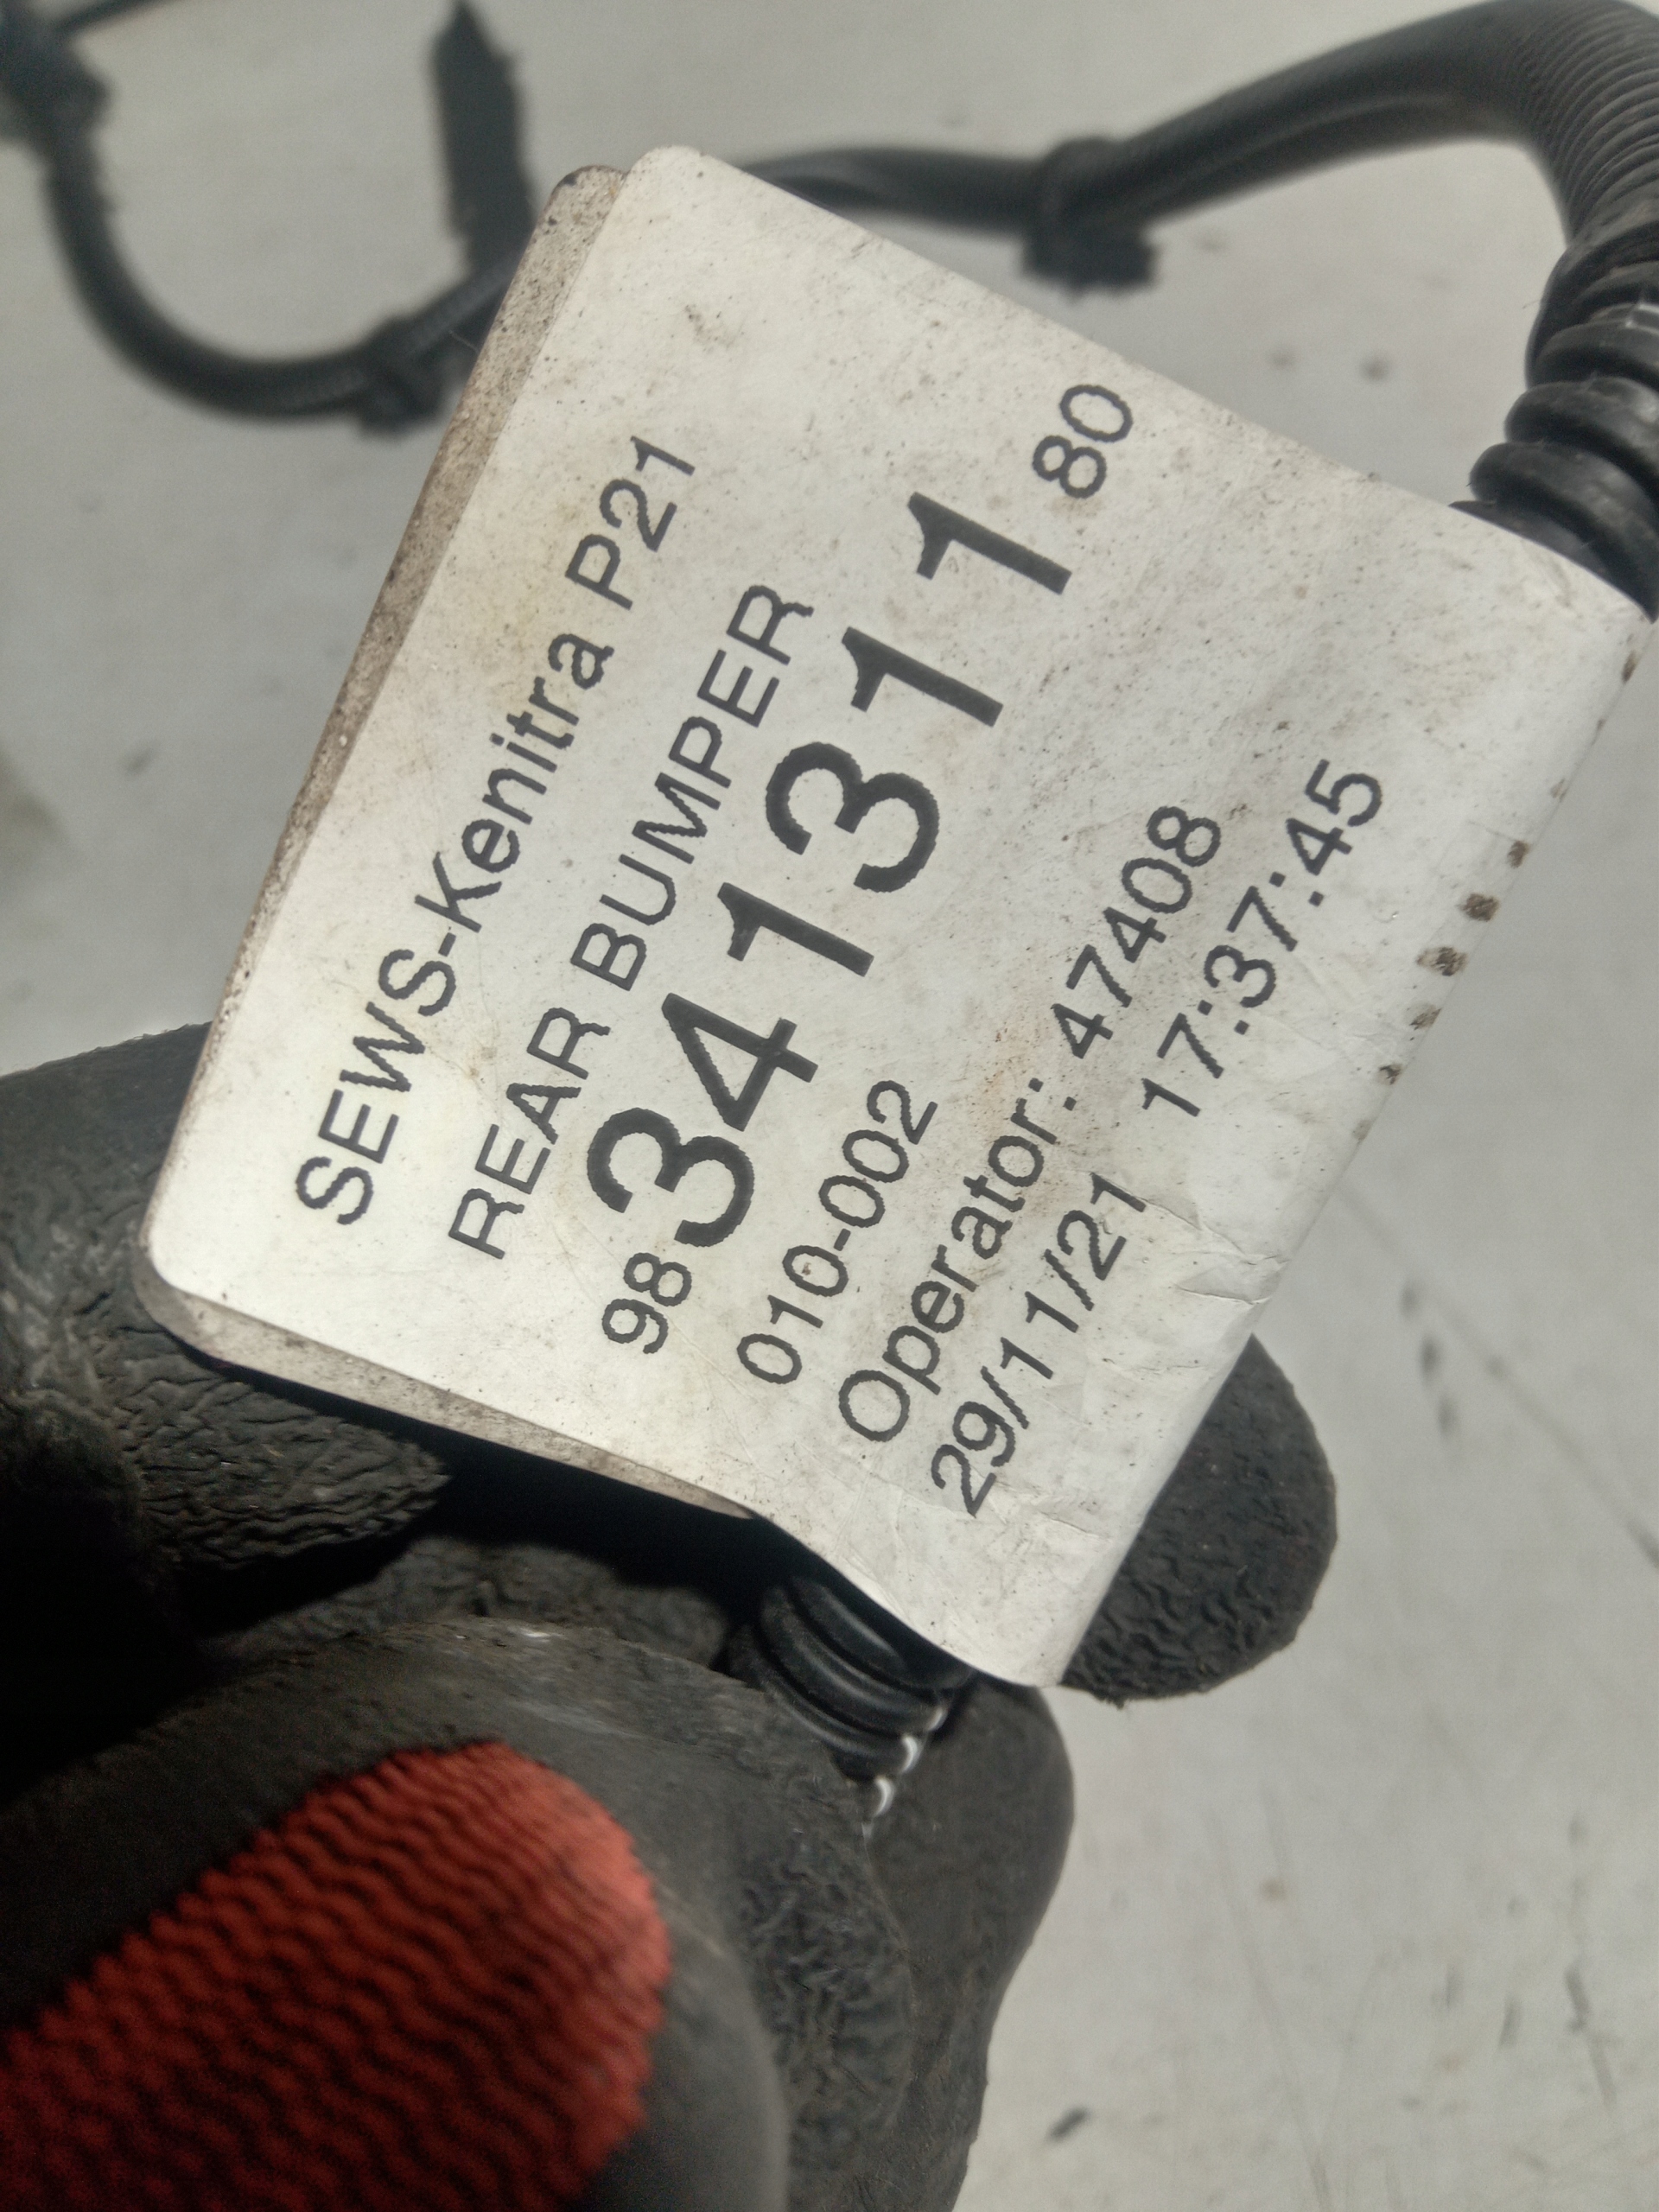 SEWS-Kenitra P21
REAR BUMPER
98 341311 80
010-002
Operator: 47408
29/11/21 17:37:45